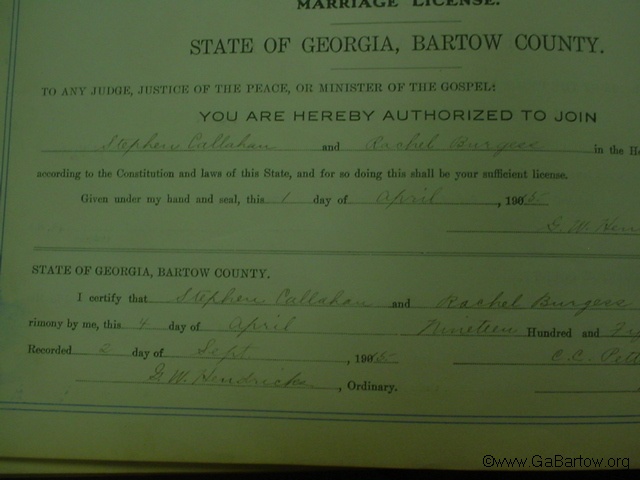 MARRIAGE LICENSE.
STATE OF GEORGIA, BARTOW COUNTY.
TO ANY JUDGE, JUSTICE OF THE PEACE, OR MINISTER OF THE GOSPEL:
YOU ARE HEREBY AUTHORIZED TO JOIN
Stephen Callahan and Rachel Burgess in the
according to the Constitution and laws of this State, and for so doing this shall be your sufficient license.
Given under my hand and seal, this 1 day of April, 19
G. W.
STATE OF GEORGIA, BARTOW COUNTY.
I certify that Stephen Callahan and Rachel Burgess
rimony by me, this 4 day of April Nineteen Hundred and
Recorded 2 day of Sept, 19 C.C.
G. W. Hendricks, Ordinary.
©www.GaBartow.org